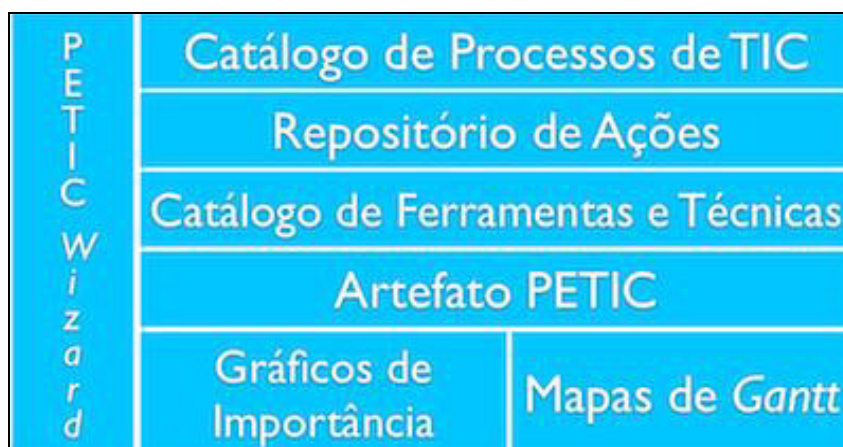 PETIC Wizard
Catálogo de Processos de TIC
Repositório de Ações
Catálogo de Ferramentas e Técnicas
Artefato PETIC
Gráficos de
Importância
Mapas de Gantt